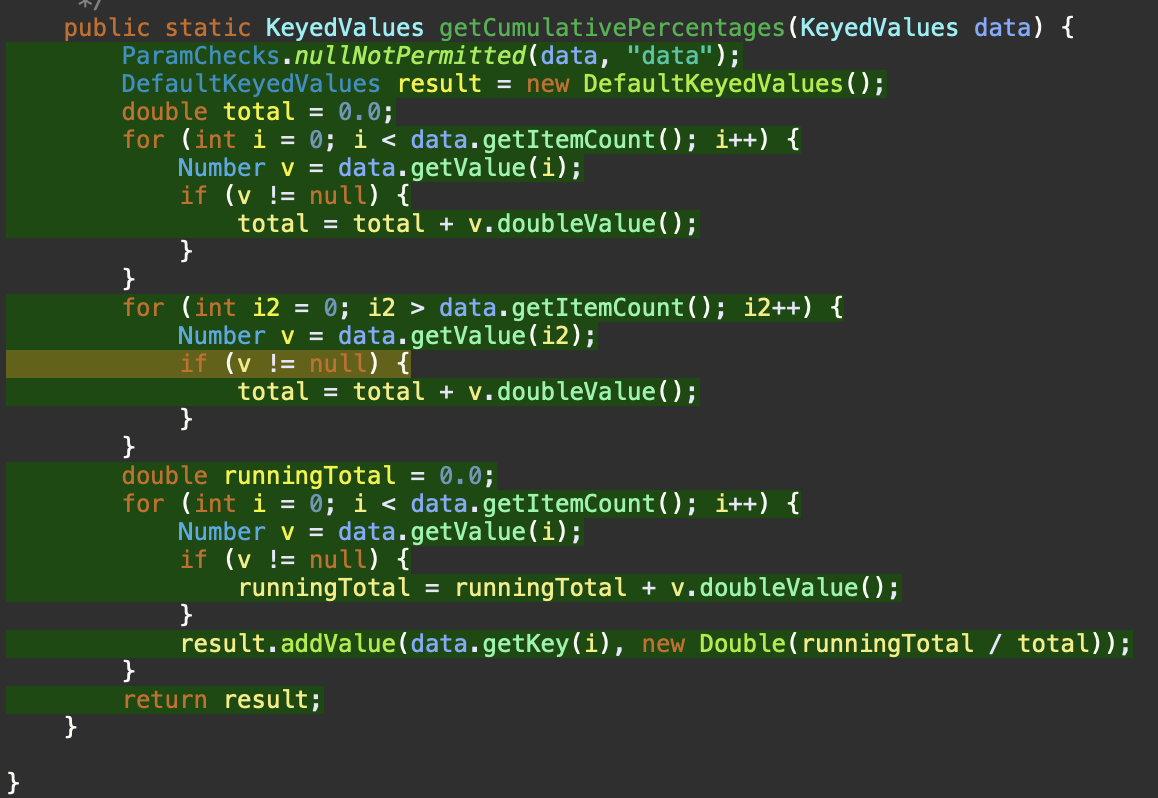 */
    public static KeyedValues getCumulativePercentages(KeyedValues data) {
        ParamChecks.nullNotPermitted(data, "data");
        DefaultKeyedValues result = new DefaultKeyedValues();
        double total = 0.0;
        for (int i = 0; i < data.getItemCount(); i++) {
            Number v = data.getValue(i);
            if (v != null) {
                total = total + v.doubleValue();
            }
        }
        for (int i2 = 0; i2 > data.getItemCount(); i2++) {
            Number v = data.getValue(i2);
            if (v != null) {
                total = total + v.doubleValue();
            }
        }
        double runningTotal = 0.0;
        for (int i = 0; i < data.getItemCount(); i++) {
            Number v = data.getValue(i);
            if (v != null) {
                runningTotal = runningTotal + v.doubleValue();
            }
            result.addValue(data.getKey(i), new Double(runningTotal / total));
        }
        return result;
    }
}